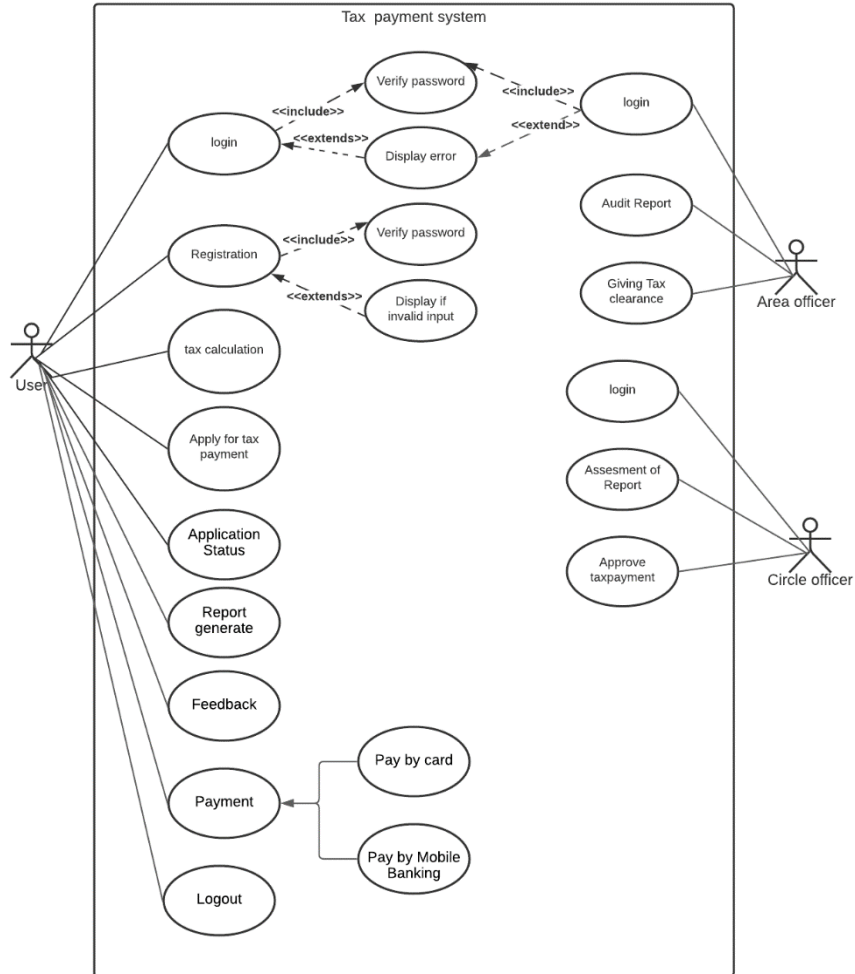 Tax payment system
Verify password
<<include>>
<<include>>
login
login
<<extends>>
<<extend>>
Display error
Audit Report
Verify password
Registration
<<include>>
<<extends>>
Display if
invalid input
Giving Tax
clearance
Area officer
tax calculation
User
login
Apply for tax
payment
Assesment of
Report
Application
Status
Approve
taxpayment
Circle officer
Report
generate
Feedback
Pay by card
Payment
Pay by Mobile
Banking
Logout